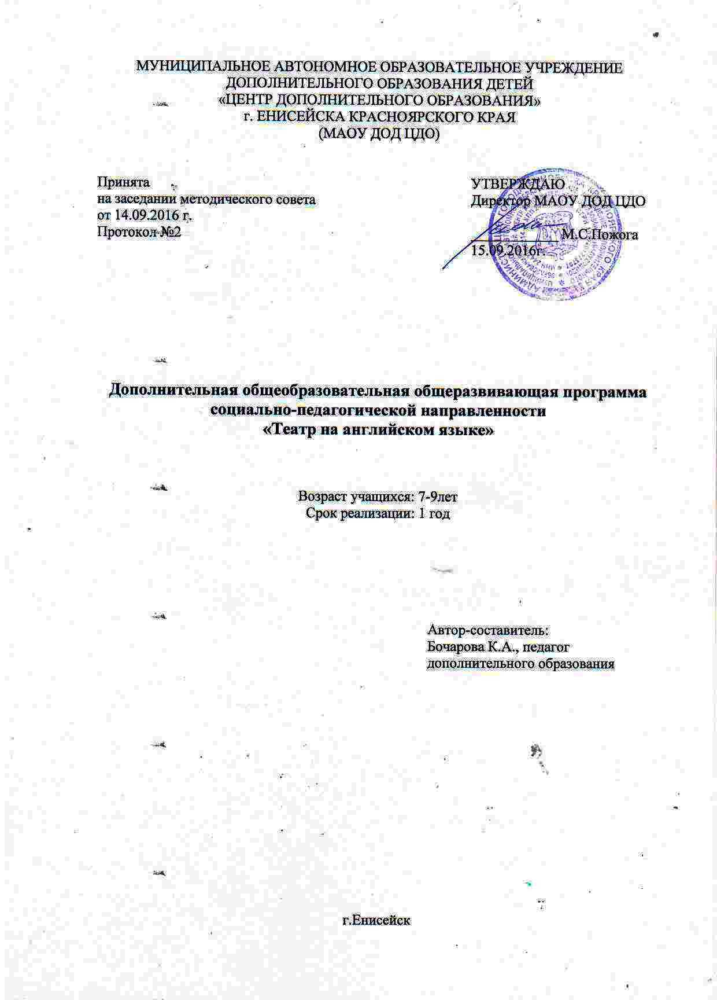 МУНИЦИПАЛЬНОЕ АВТОНОМНОЕ ОБРАЗОВАТЕЛЬНОЕ УЧРЕЖДЕНИЕ
ДОПОЛНИТЕЛЬНОГО ОБРАЗОВАНИЯ ДЕТЕЙ
«ЦЕНТР ДОПОЛНИТЕЛЬНОГО ОБРАЗОВАНИЯ»
г. ЕНИСЕЙСКА КРАСНОЯРСКОГО КРАЯ
(МАОУ ДОД ЦДО)
Принята
на заседании методического совета
от 14.09.2016 г.
Протокол №2
УТВЕРЖДАЮ
Директор МАОУ ДОД ЦДО
М.С.Пожога
15.09.2016г.
Дополнительная общеобразовательная общеразвивающая программа
социально-педагогической направленности
«Театр на английском языке»
Возраст учащихся: 7-9лет
Срок реализации: 1 год
Автор-составитель:
Бочарова К.А., педагог
дополнительного образования
г.Енисейск